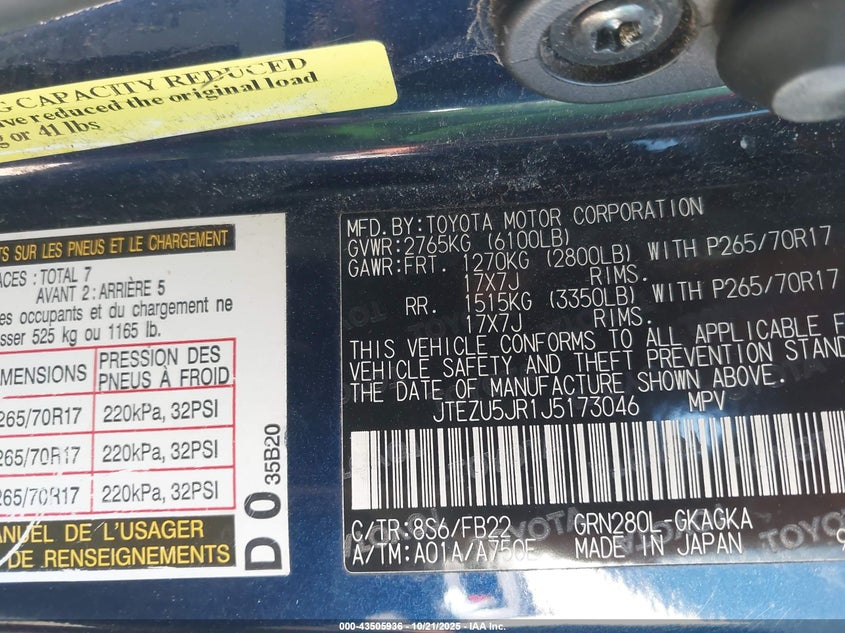 G CAPACITY REDUCED
ve reduced the original load
g or 41 lbs
TS SUR LES PNEUS ET LE CHARGEMENT
ACES : TOTAL 7
AVANT 2 : ARRIÈRE 5
es occupants et du chargement ne
sser 525 kg ou 1165 lb.
MENSIONS PRESSION DES PNEUS À FROID
265/70R17 220kPa, 32PSI
265/70R17 220kPa, 32PSI
265/70R17 220kPa, 32PSI
ANUEL DE L'USAGER
DE RENSEIGNEMENTS
D 0 35B20
MFD.BY:TOYOTA MOTOR CORPORATION
GVWR:2765KG (6100LB)
GAWR:FRT. 1270KG (2800LB) WITH P265/70R17
17X7J RIMS.
RR. 1515KG (3350LB) WITH P265/70R17
17X7J RIMS.
THIS VEHICLE CONFORMS TO ALL APPLICABLE F
VEHICLE SAFETY AND THEFT PREVENTION STAND
THE DATE OF MANUFACTURE SHOWN ABOVE.
JTEZU5JR1J5173046 MPV
C/TR:8S6/FB22 GRN280L-GKAGKA
A/TM:A01A/A750E MADE IN JAPAN 9
000-43505936 - 10/21/2025 - IAA Inc.